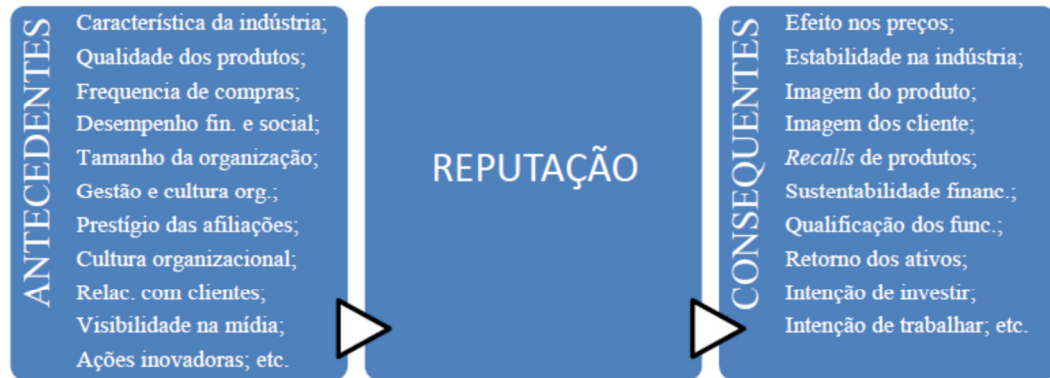 ANTECEDENTES
Característica da indústria;
Qualidade dos produtos;
Frequencia de compras;
Desempenho fin. e social;
Tamanho da organização;
Gestão e cultura org.;
Prestígio das afiliações;
Cultura organizacional;
Relac. com clientes;
Visibilidade na mídia;
Ações inovadoras; etc.
REPUTAÇÃO
CONSEQUENTES
Efeito nos preços;
Estabilidade na indústria;
Imagem do produto;
Imagem dos cliente;
Recalls de produtos;
Sustentabilidade financ.;
Qualificação dos func.;
Retorno dos ativos;
Intenção de investir;
Intenção de trabalhar; etc.